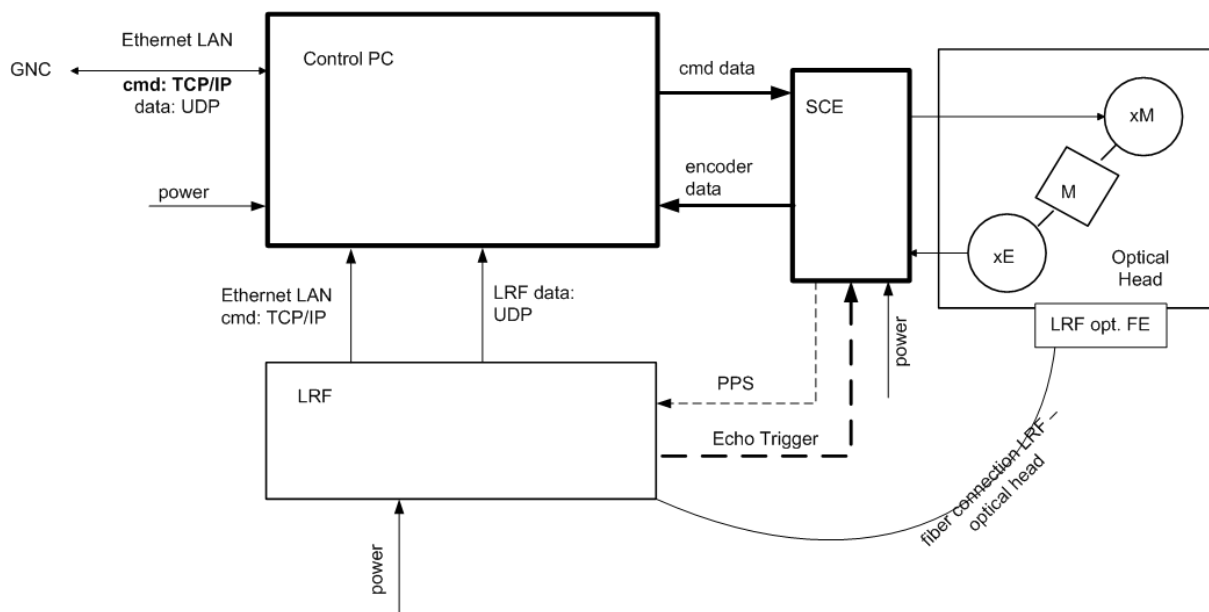 Ethernet LAN
GNC
cmd: TCP/IP
data: UDP
Control PC
power
cmd data
encoder
data
SCE
xM
M
xE
Optical
Head
LRF opt. FE
Ethernet LAN
cmd: TCP/IP
LRF data:
UDP
power
LRF
PPS
Echo Trigger
fiber connection LRF –
optical head
power